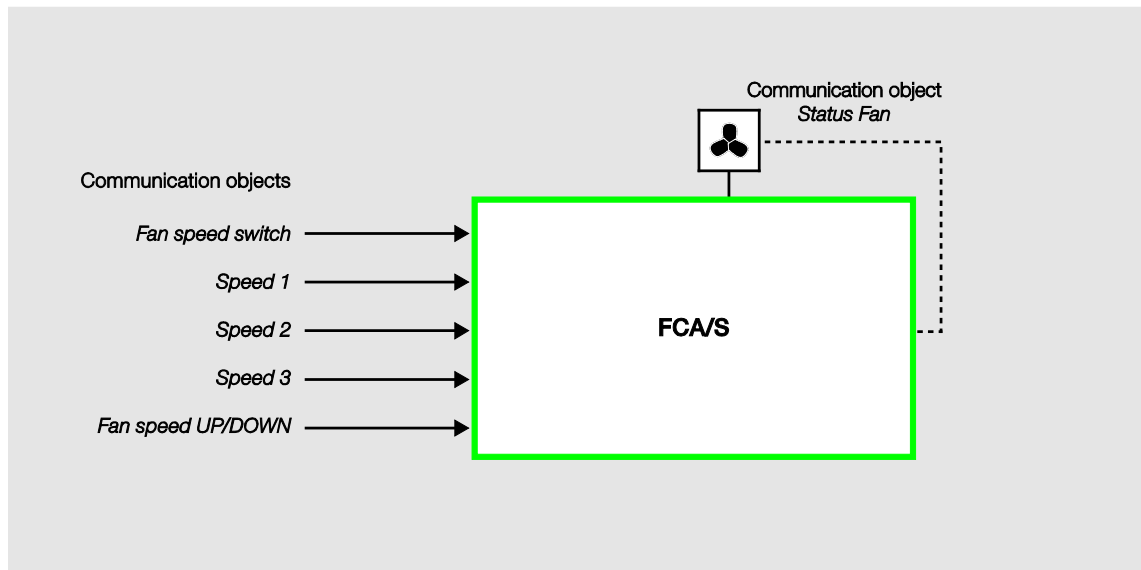 Communication object
Status Fan
Communication objects
Fan speed switch
Speed 1
Speed 2
Speed 3
Fan speed UP/DOWN
FCA/S